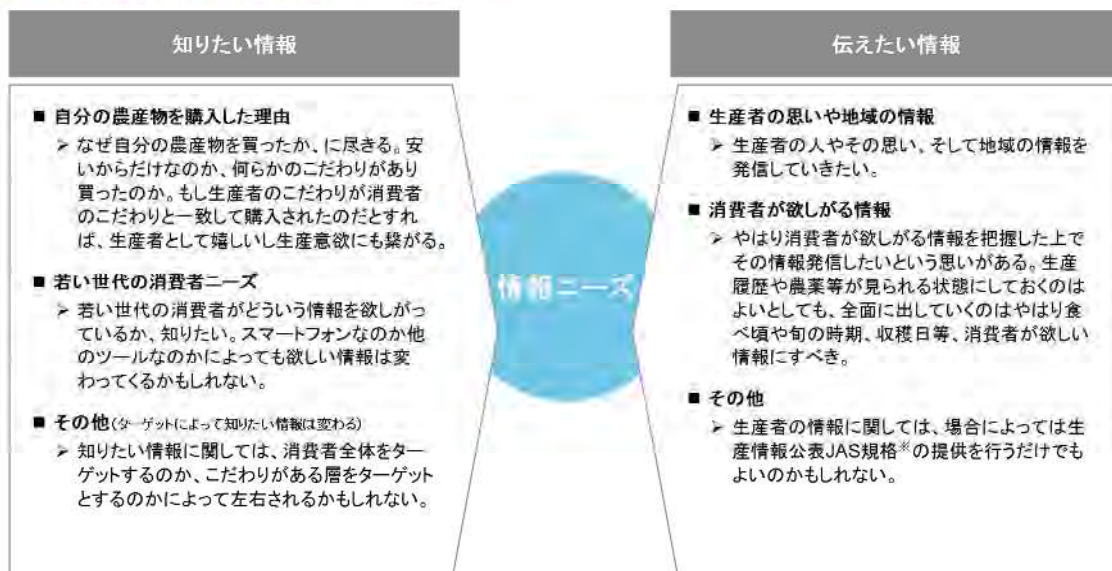 知りたい情報
■ 自分の農産物を購入した理由
➢ なぜ自分の農産物を買ったか、に尽きる。安
いからだけなのか、何らかのこだわりがあり
買ったのか。もし生産者のこだわりが消費者
のこだわりと一致して購入されたのだとすれ
ば、生産者として嬉しいし生産意欲にも繋がる。
■ 若い世代の消費者ニーズ
➢ 若い世代の消費者がどういう情報を欲しがっ
ているか、知りたい。スマートフォンなのか他
のツールなのかによっても欲しい情報は変
わってくるかもしれない。
■ その他(ターゲットによって知りたい情報は変わる)
➢ 知りたい情報に関しては、消費者全体をター
ゲットするのか、こだわりがある層をターゲット
とするのかによって左右されるかもしれない。
情報ニーズ
伝えたい情報
■ 生産者の思いや地域の情報
➢ 生産者の人やその思い、そして地域の情報を
発信していきたい。
■ 消費者が欲しがる情報
➢ やはり消費者が欲しがる情報を把握した上で
その情報発信したいという思いがある。生産
履歴や農薬等が見られる状態にしておくのは
よいとしても、全面に出していくのはやはり食
べ頃や旬の時期、収穫日等、消費者が欲しい
情報にすべき。
■ その他
➢ 生産者の情報に関しては、場合によっては生
産情報公表JAS規格※の提供を行うだけでも
よいのかもしれない。